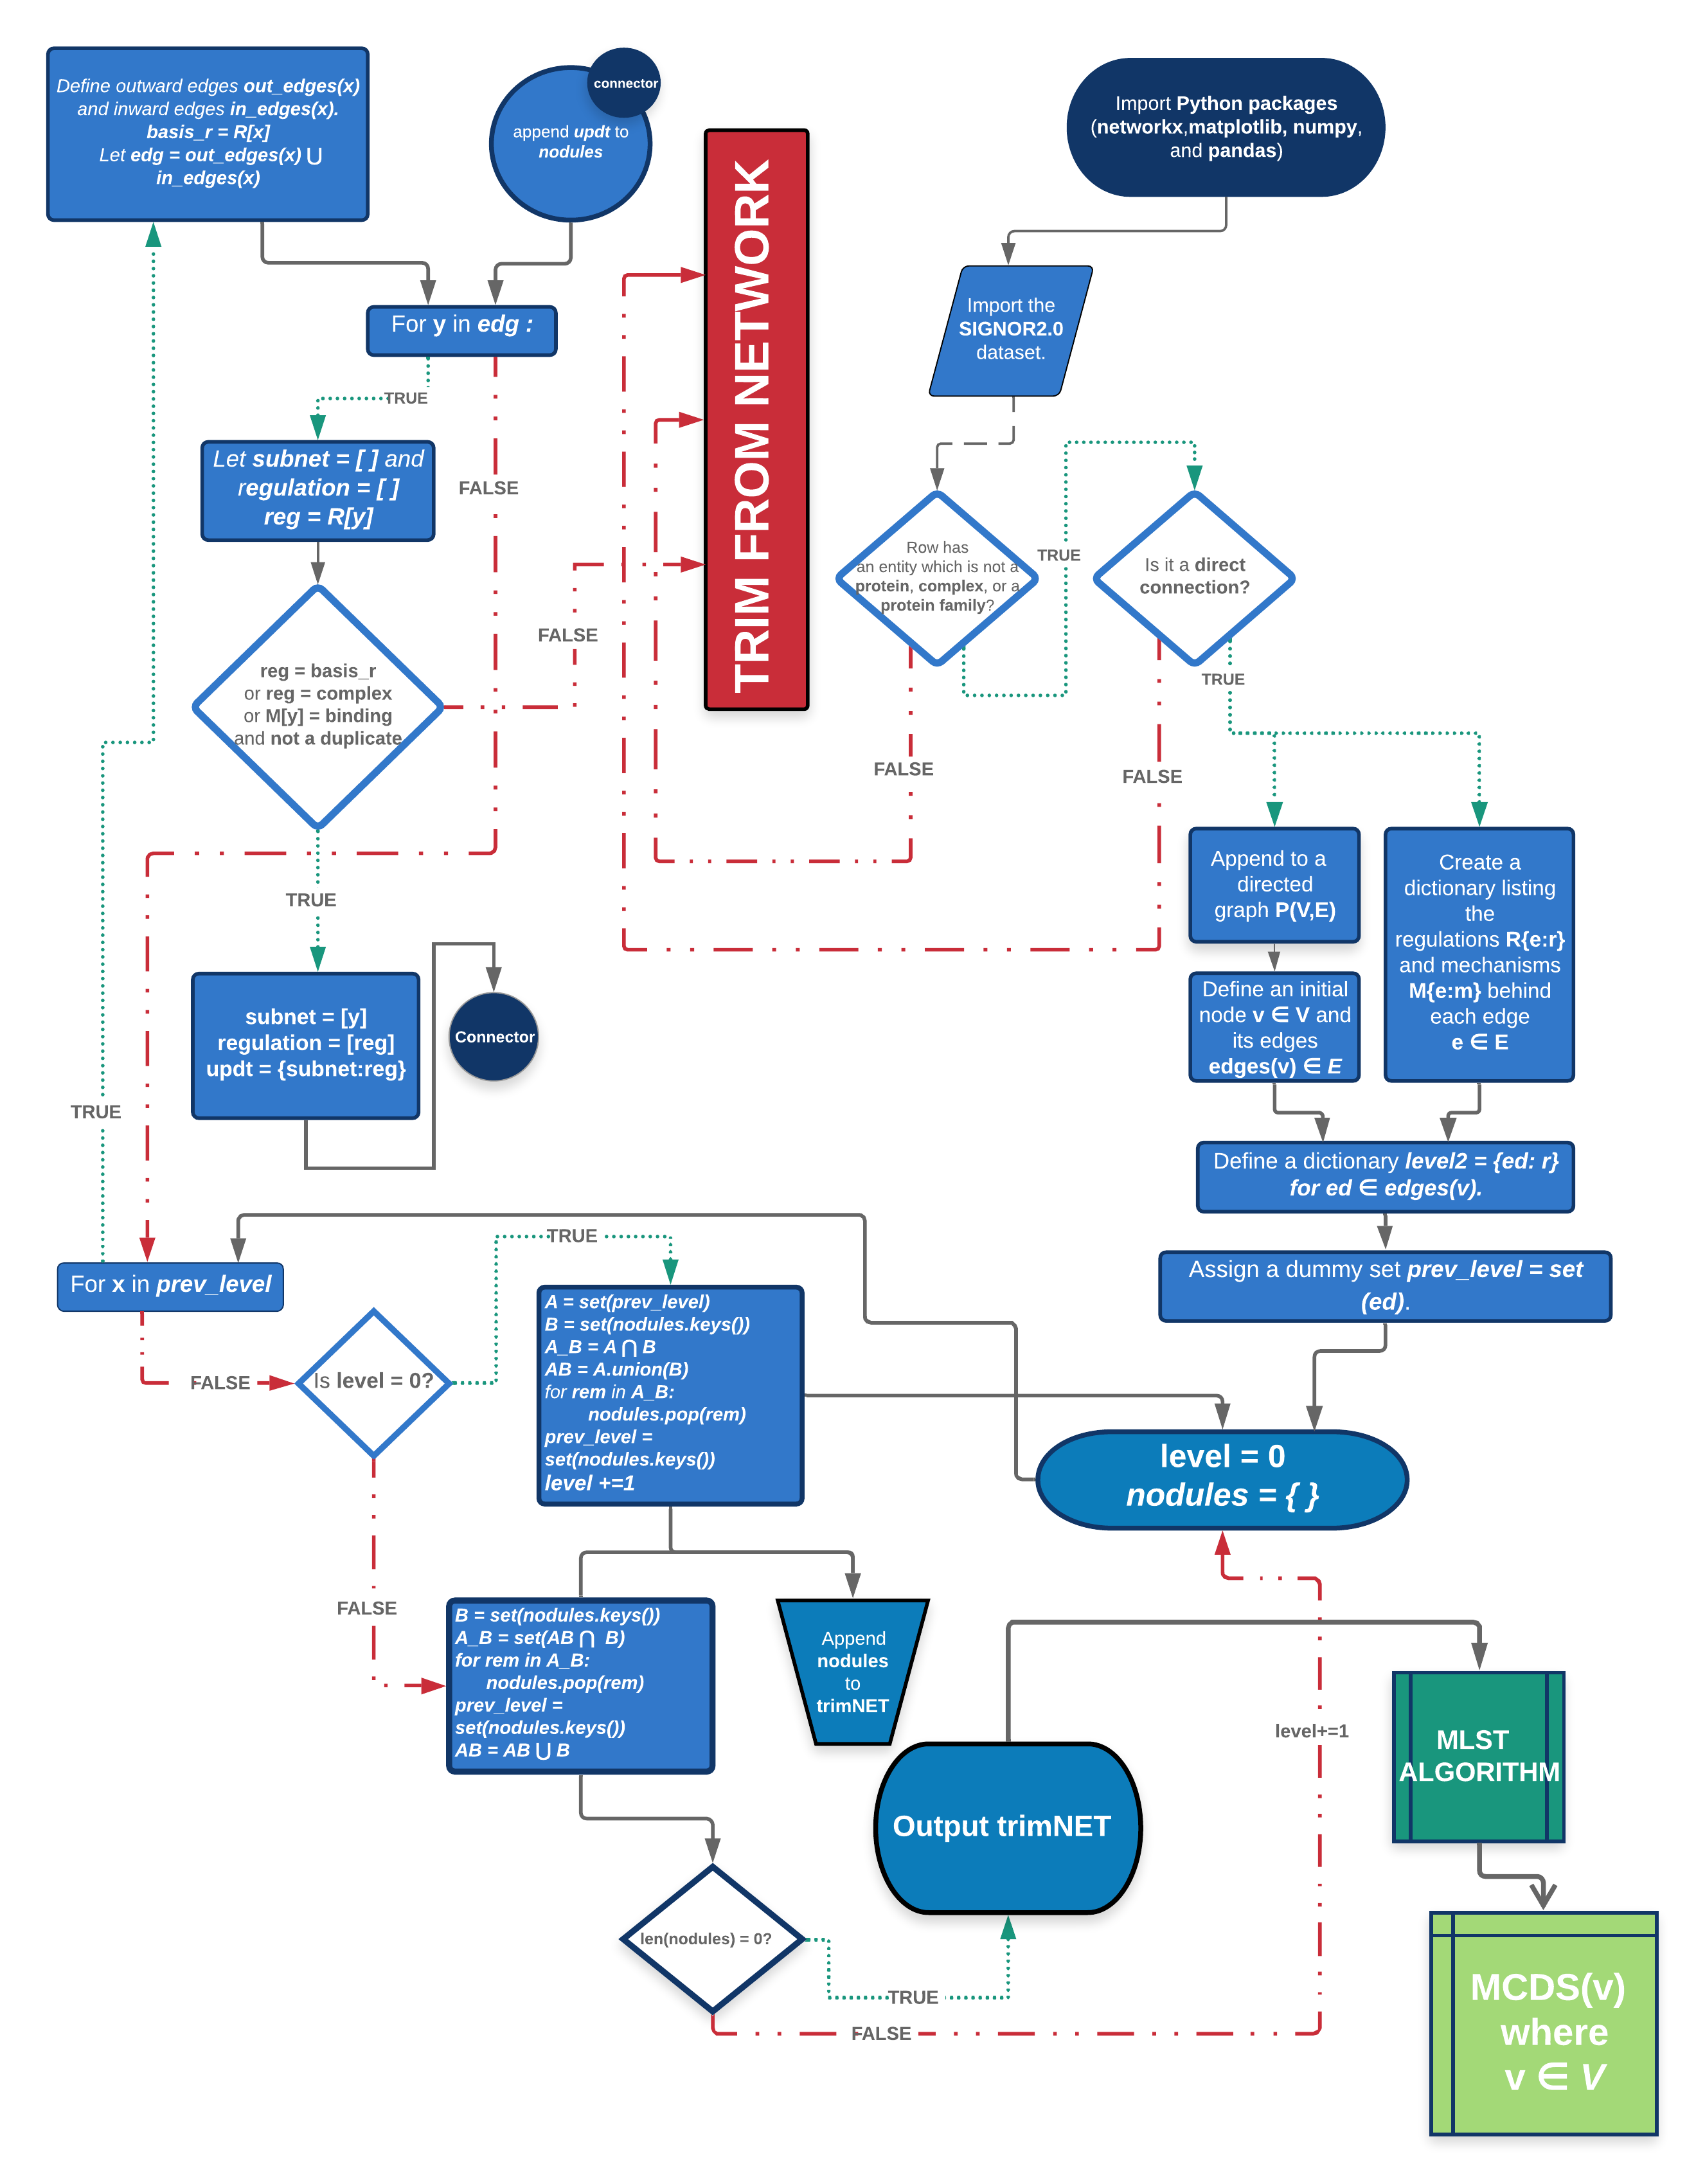 Define outward edges out_edges(x)
and inward edges in_edges(x).
basis_r = R[x]
Let edg = out_edges(x) ⋃
in_edges(x)
connector
append updt to
nodules
Import Python packages
(networkx,matplotlib, numpy,
and pandas)
TRIM FROM NETWORK
Import the
SIGNOR2.0
dataset.
For y in edg :
TRUE
FALSE
Let subnet = [ ] and
regulation = [ ]
reg = R[y]
reg = basis_r
or reg = complex
or M[y] = binding
and not a duplicate
FALSE
TRUE
Row has
an entity which is not a
protein, complex, or a
protein family?
TRUE
FALSE
Is it a direct
connection?
TRUE
FALSE
Append to a
directed
graph P(V,E)
Create a
dictionary listing
the
regulations R{e:r}
and mechanisms
M{e:m} behind
each edge
e ∈ E
Define an initial
node v ∈ V and
its edges
edges(v) ∈ E
subnet = [y]
regulation = [reg]
updt = {subnet:reg}
Connector
TRUE
Define a dictionary level2 = {ed: r}
for ed ∈ edges(v).
Assign a dummy set prev_level = set
(ed).
For x in prev_level
FALSE
Is level = 0?
TRUE
A = set(prev_level)
B = set(nodules.keys())
A_B = A ⋂ B
AB = A.union(B)
for rem in A_B:
nodules.pop(rem)
prev_level =
set(nodules.keys())
level +=1
level = 0
nodules = { }
FALSE
B = set(nodules.keys())
A_B = set(AB ⋂ B)
for rem in A_B:
nodules.pop(rem)
prev_level =
set(nodules.keys())
AB = AB ⋃ B
Append
nodules
to
trimNET
level+=1
MLST
ALGORITHM
Output trimNET
len(nodules) = 0?
TRUE
FALSE
MCDS(v)
where
v ∈ V